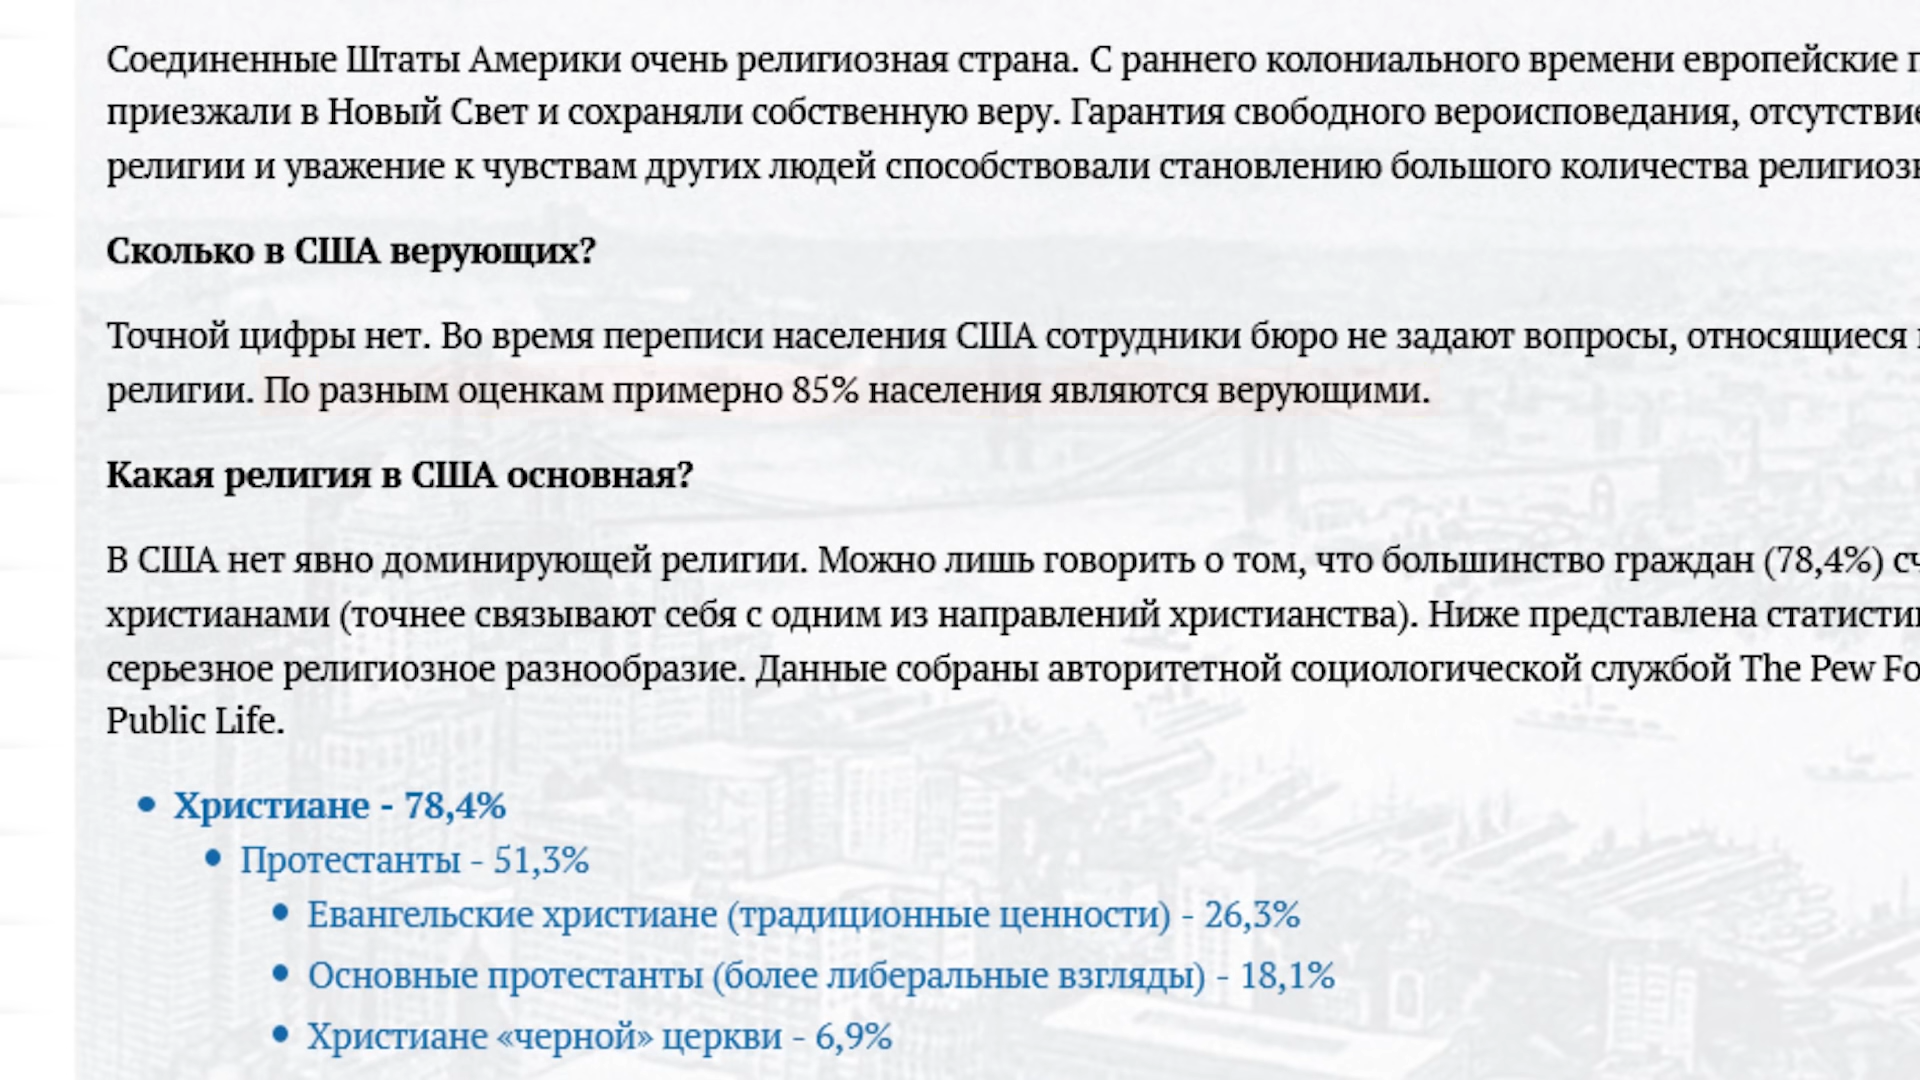 Соединенные Штаты Америки очень религиозная страна. С раннего колониального времени европейские
приезжали в Новый Свет и сохраняли собственную веру. Гарантия свободного вероисповедания, отсутствие
религии и уважение к чувствам других людей способствовали становлению большого количества
Сколько в США верующих?
Точной цифры нет. Во время переписи населения США сотрудники бюро не задают вопросы, относящиеся
религии. По разным оценкам примерно 85% населения являются верующими.
Какая религия в США основная?
В США нет явно доминирующей религии. Можно лишь говорить о том, что большинство граждан (78,4%)
христианами (точнее связывают себя с одним из направлений христианства). Ниже представлена
серьезное религиозное разнообразие. Данные собраны авторитетной социологической службой The Pew
Public Life.
• Христиане - 78,4%
• Протестанты - 51,3%
• Евангельские христиане (традиционные ценности) - 26,3%
• Основные протестанты (более либеральные взгляды) - 18,1%
• Христиане «черной» церкви - 6,9%